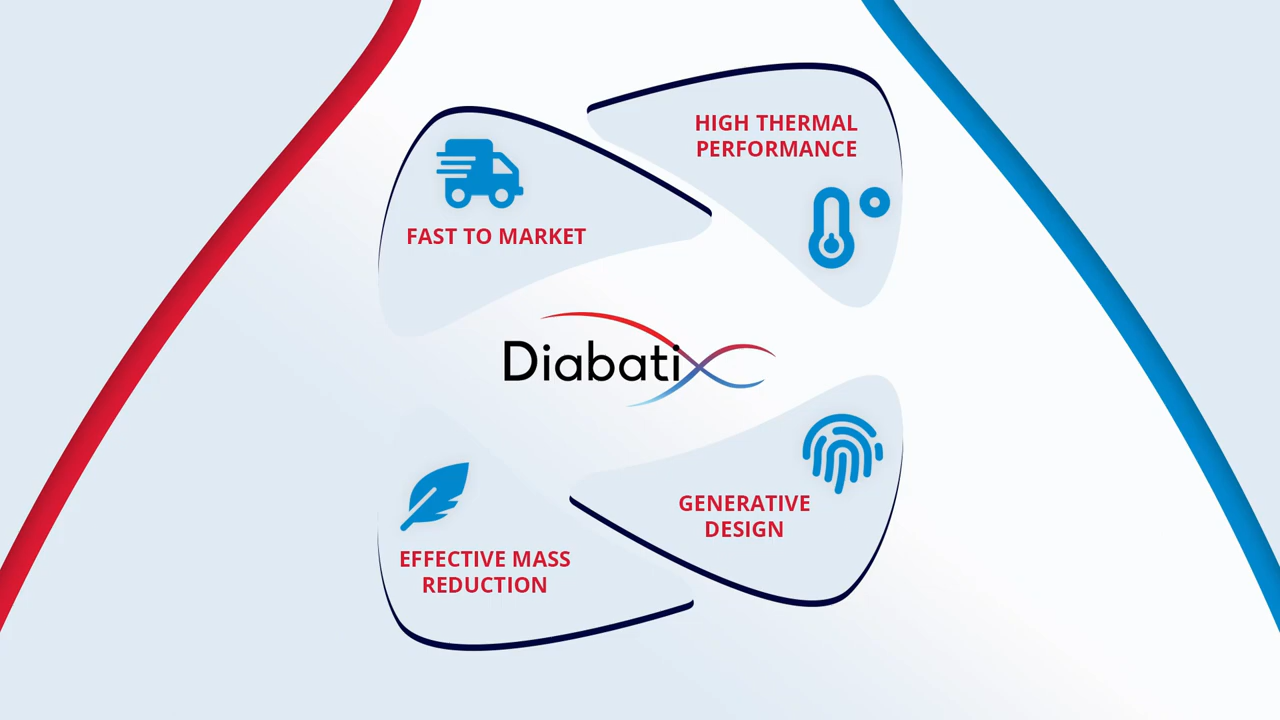 HIGH THERMAL
PERFORMANCE
FAST TO MARKET
Diabatix
GENERATIVE
DESIGN
EFFECTIVE MASS
REDUCTION